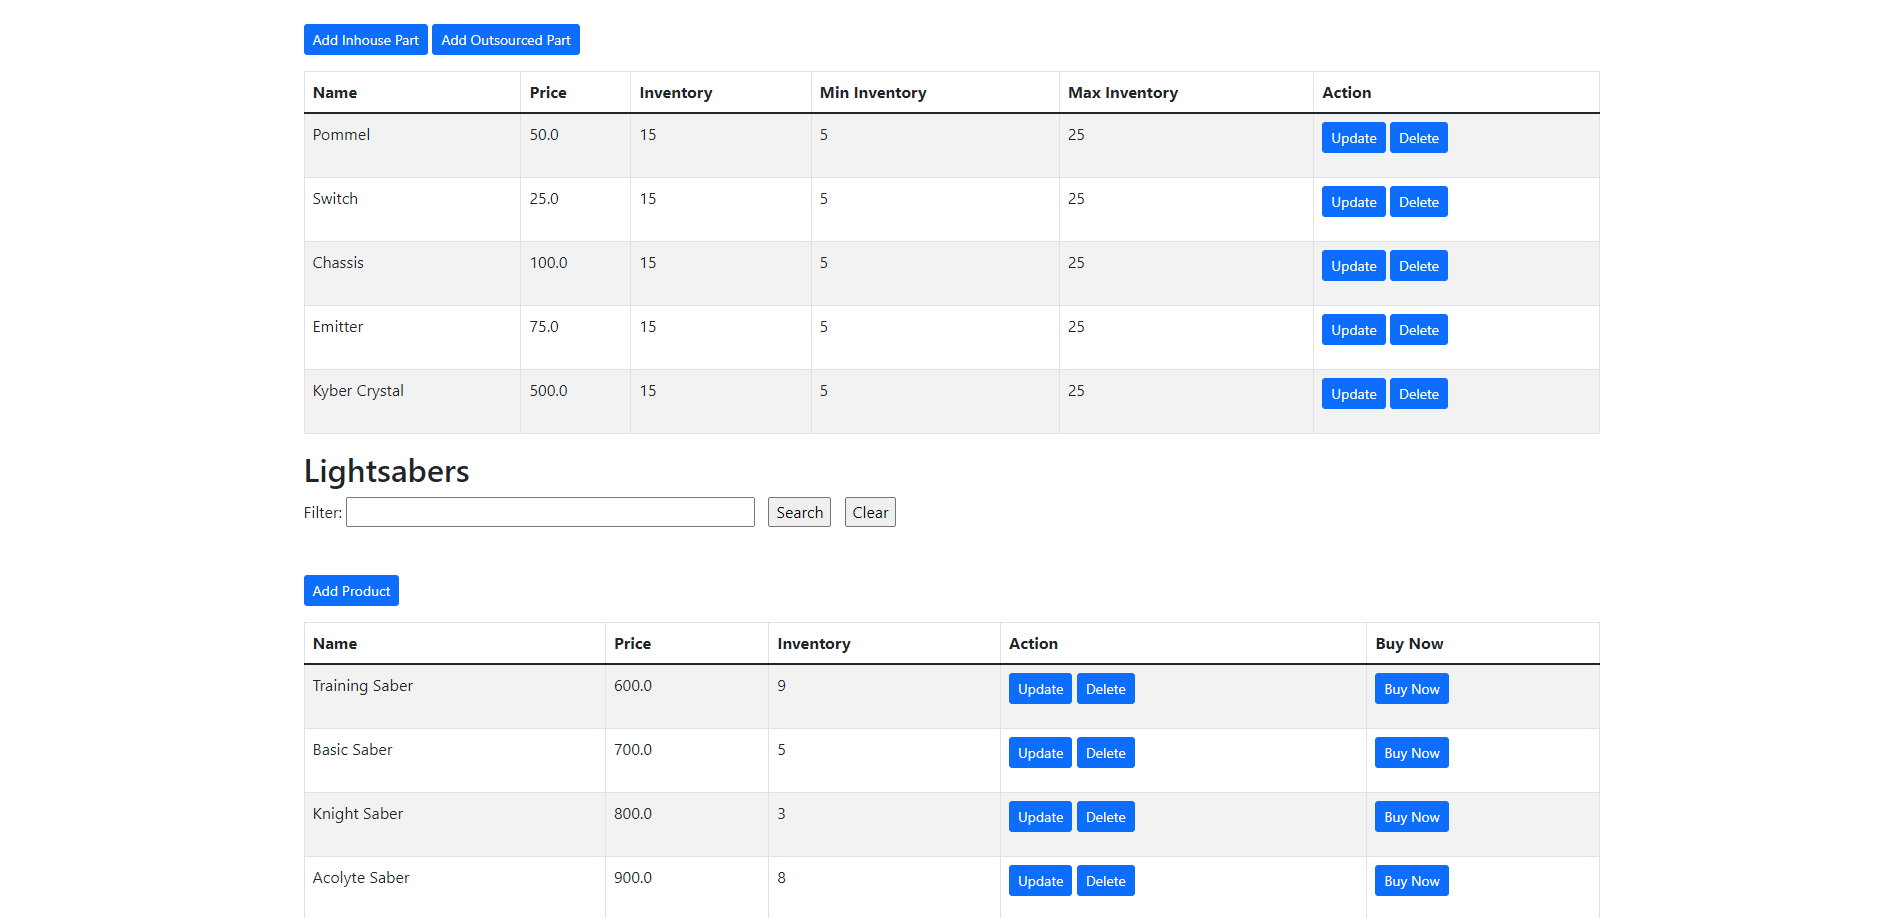 Add Inhouse Part Add Outsourced Part
Name Price Inventory Min Inventory Max Inventory Action
Pommel 50.0 15 5 25 Update Delete
Switch 25.0 15 5 25 Update Delete
Chassis 100.0 15 5 25 Update Delete
Emitter 75.0 15 5 25 Update Delete
Kyber Crystal 500.0 15 5 25 Update Delete
Lightsabers
Filter: Search Clear
Add Product
Name Price Inventory Action Buy Now
Training Saber 600.0 9 Update Delete Buy Now
Basic Saber 700.0 5 Update Delete Buy Now
Knight Saber 800.0 3 Update Delete Buy Now
Acolyte Saber 900.0 8 Update Delete Buy Now